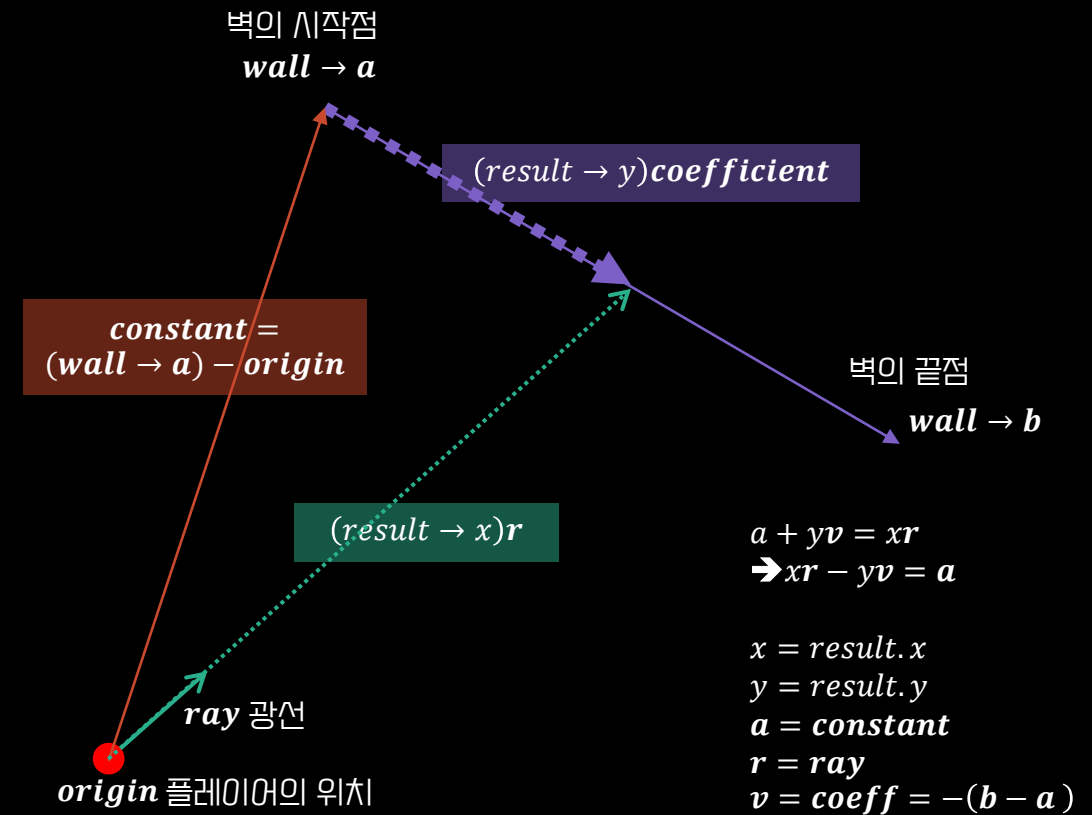 벽의 시작점
wall → a
(result → y)coefficient
constant =
(wall → a) − origin
벽의 끝점
wall → b
(result → x)r
ray 광선
origin 플레이어의 위치
a + yv = xr
➔xr − yv = a
x = result. x
y = result. y
a = constant
r = ray
v = coeff = −(b − a )